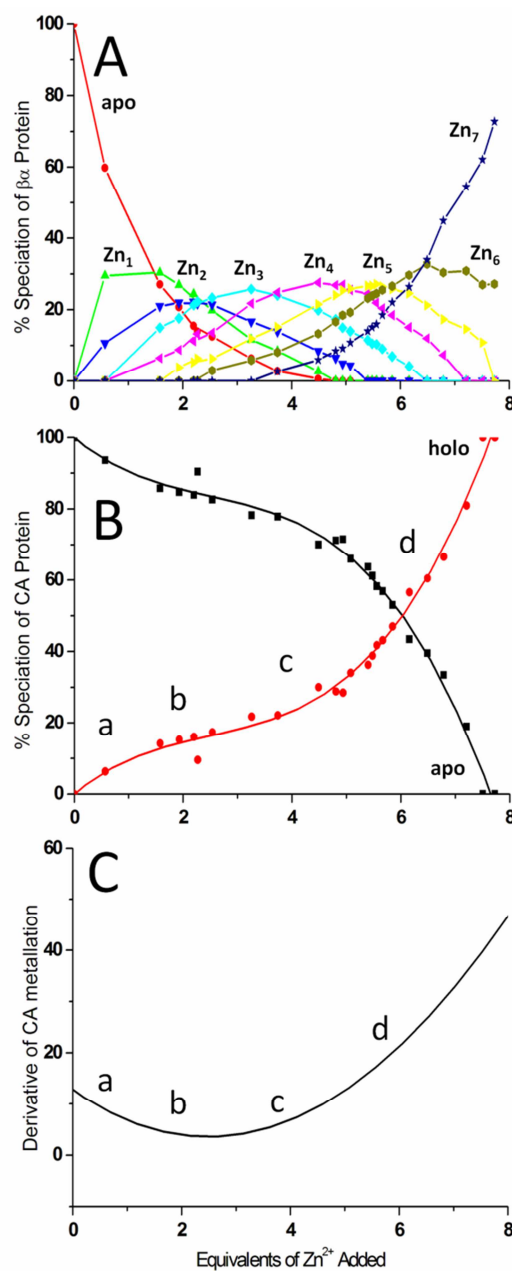 A
% Speciation of βα Protein
100
80
60
40
20
0
apo
Zn1
Zn2
Zn3
Zn4
Zn5
Zn6
Zn7
0 2 4 6 8
B
% Speciation of CA Protein
100
80
60
40
20
0
a
b
c
d
holo
apo
0 2 4 6 8
C
Derivative of CA metallation
60
40
20
0
a
b
c
d
0 2 4 6 8
Equivalents of Zn²⁺ Added